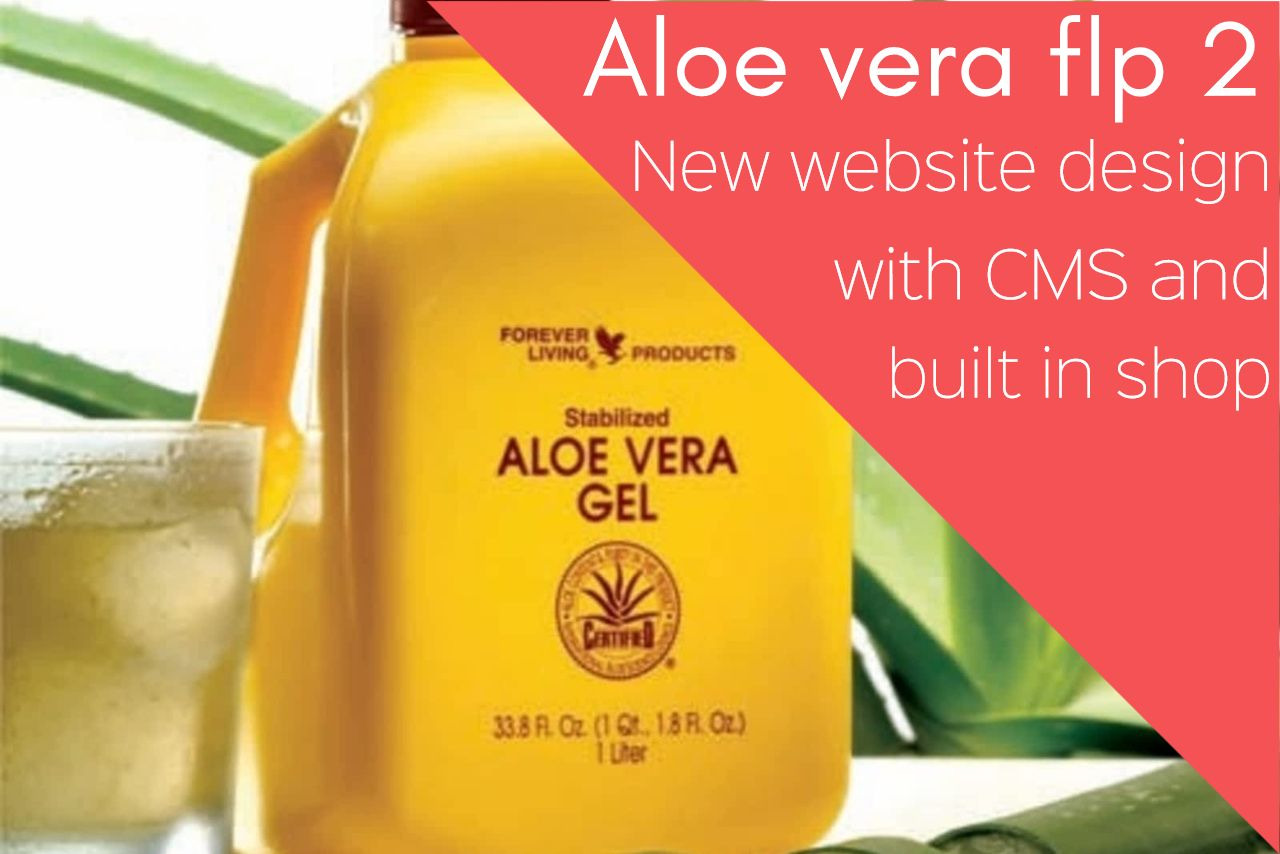 Aloe vera flp 2
New website design
with CMS and
built in shop
FOREVER
LIVING PRODUCTS
Stabilized
ALOE VERA
GEL
CERTIFIED
33.8 Fl. Oz. (1 Qt., 1.8 Fl. Oz.)
1 Liter